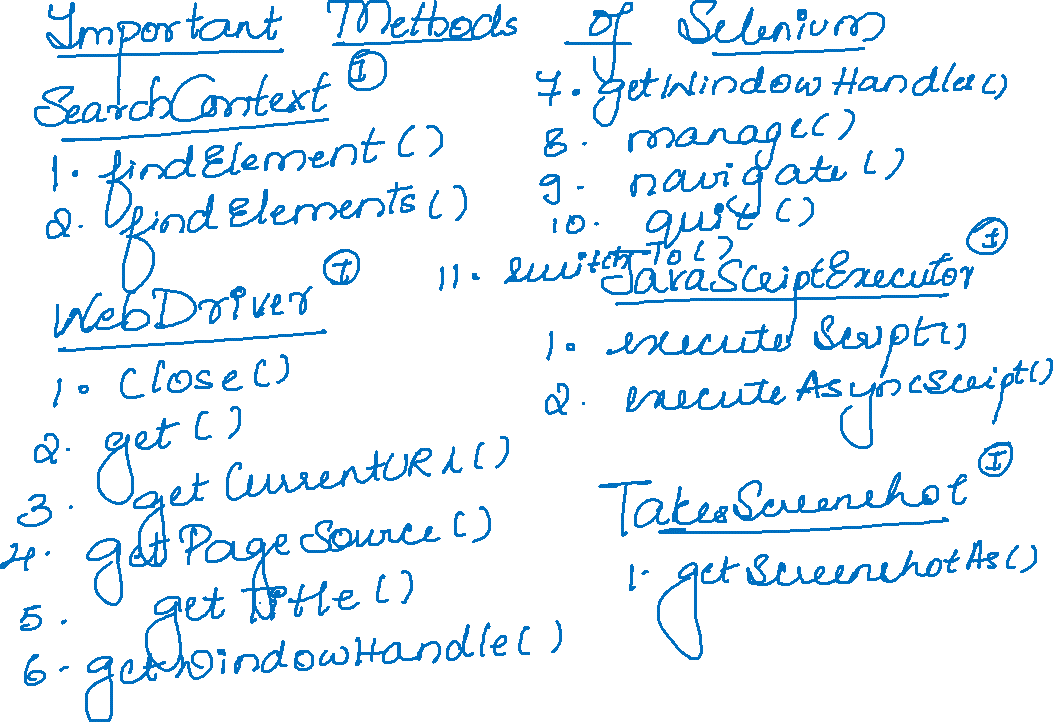 Important Methods of Selenium
SearchContext I
1. findElement()
2. findElements()
WebDriver I
1. close()
2. get()
3. getCurrentURL()
4. getPageSource()
5. getTitle()
6. getWindowHandle()
7. getWindowHandles()
8. manage()
9. navigate()
10. quit()
11. switchTo()
JavaScriptExecutor I
1. executeScript()
2. executeAsyncScript()
TakesScreenshot I
1. getScreenshotAs()